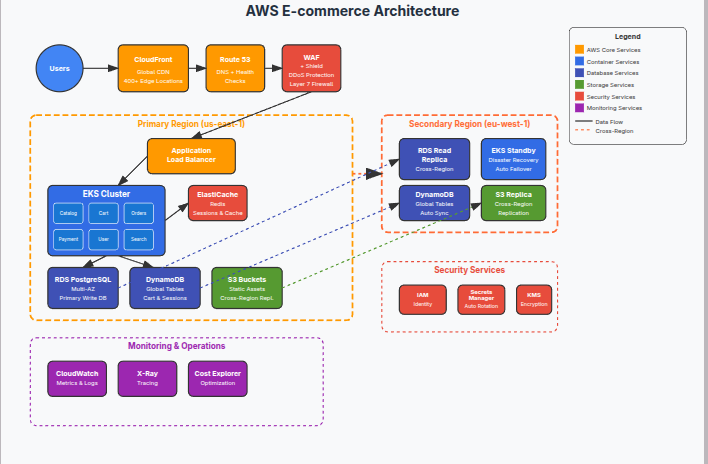 AWS E-commerce Architecture
Users
CloudFront
Global CDN
400+ Edge Locations
Route 53
DNS + Health
Checks
WAF
+ Shield
DDoS Protection
Layer 7 Firewall
Legend
AWS Core Services
Container Services
Database Services
Storage Services
Security Services
Monitoring Services
Data Flow
Cross-Region
Primary Region (us-east-1)
Application
Load Balancer
EKS Cluster
Catalog
Cart
Orders
Payment
User
Search
ElastiCache
Redis
Sessions & Cache
RDS PostgreSQL
Multi-AZ
Primary Write DB
DynamoDB
Global Tables
Cart & Sessions
S3 Buckets
Static Assets
Cross-Region Repl.
Secondary Region (eu-west-1)
RDS Read
Replica
Cross-Region
EKS Standby
Disaster Recovery
Auto Failover
DynamoDB
Global Tables
Auto Sync
S3 Replica
Cross-Region
Replication
Security Services
IAM
Identity
Secrets
Manager
Auto Rotation
KMS
Encryption
Monitoring & Operations
CloudWatch
Metrics & Logs
X-Ray
Tracing
Cost Explorer
Optimization